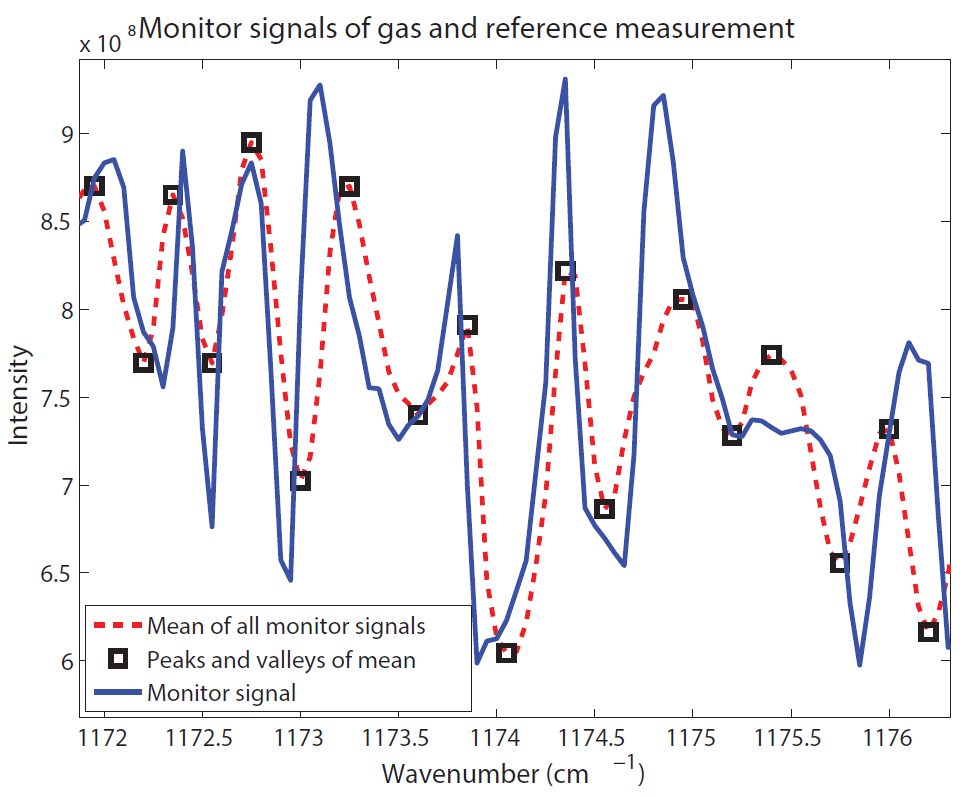 x 10 8 Monitor signals of gas and reference measurement
9
8.5
8
7.5
7
6.5
6
Intensity
Mean of all monitor signals
Peaks and valleys of mean
Monitor signal
1172 1172.5 1173 1173.5 1174 1174.5 1175 1175.5 1176
Wavenumber (cm −1)